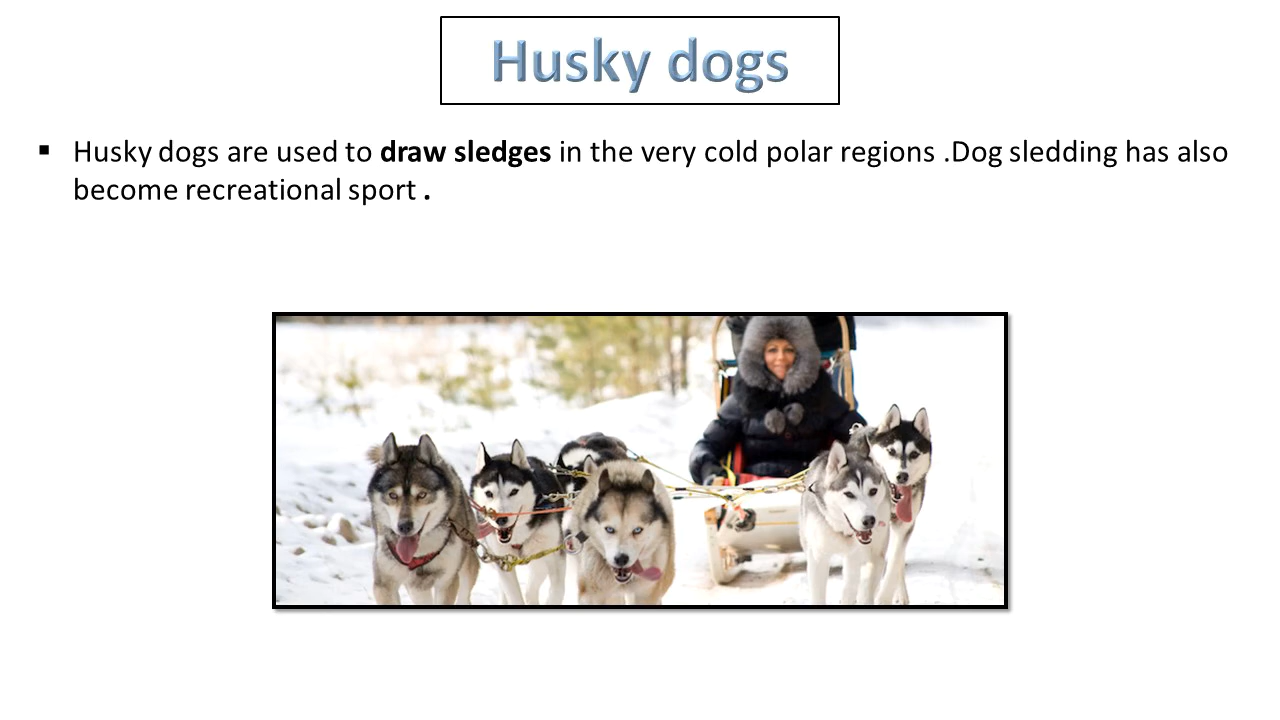 Husky dogs
▪ Husky dogs are used to draw sledges in the very cold polar regions .Dog sledding has also
become recreational sport .